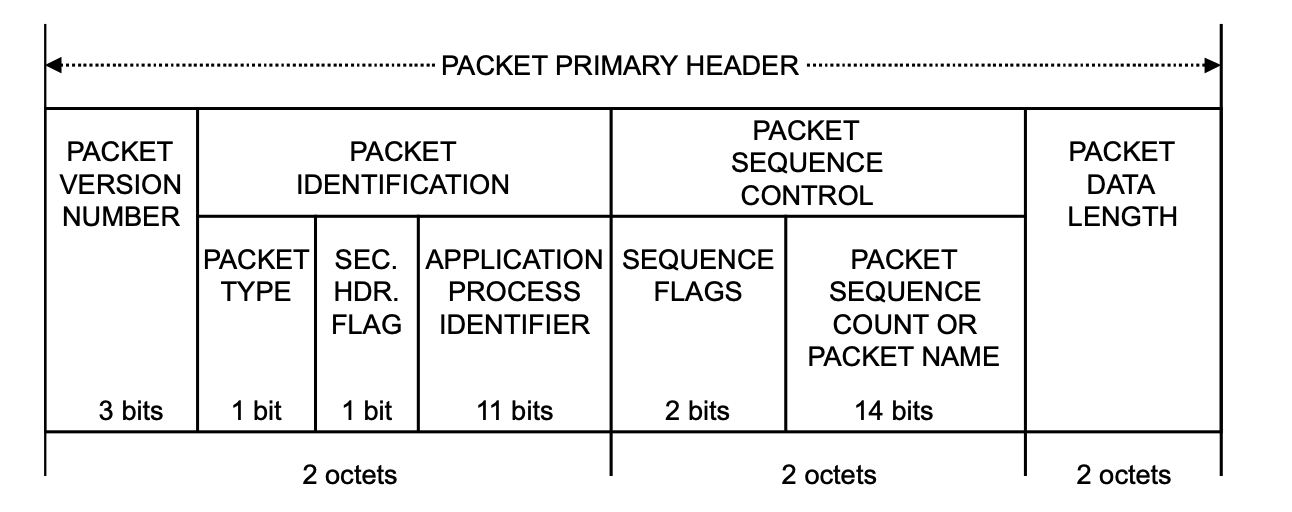 PACKET PRIMARY HEADER
PACKET
VERSION
NUMBER
3 bits
PACKET
IDENTIFICATION
PACKET
TYPE
1 bit
SEC.
HDR.
FLAG
1 bit
APPLICATION
PROCESS
IDENTIFIER
11 bits
PACKET
SEQUENCE
CONTROL
SEQUENCE
FLAGS
2 bits
PACKET
SEQUENCE
COUNT OR
PACKET NAME
14 bits
PACKET
DATA
LENGTH
2 octets
2 octets
2 octets